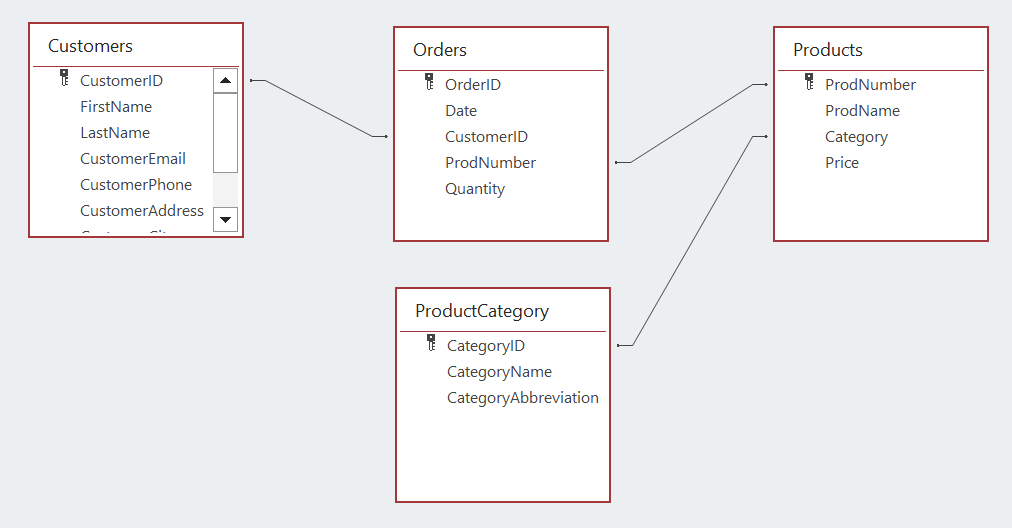 Customers
CustomerID
FirstName
LastName
CustomerEmail
CustomerPhone
CustomerAddress
Orders
OrderID
Date
CustomerID
ProdNumber
Quantity
Products
ProdNumber
ProdName
Category
Price
ProductCategory
CategoryID
CategoryName
CategoryAbbreviation